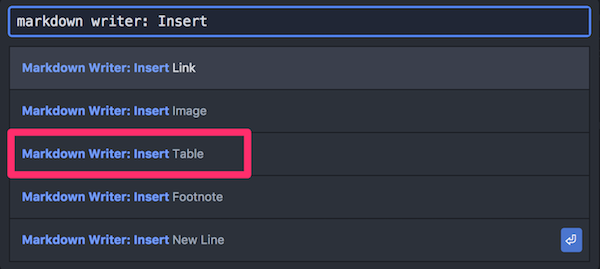 markdown writer: Insert
Markdown Writer: Insert Link
Markdown Writer: Insert Image
Markdown Writer: Insert Table
Markdown Writer: Insert Footnote
Markdown Writer: Insert New Line